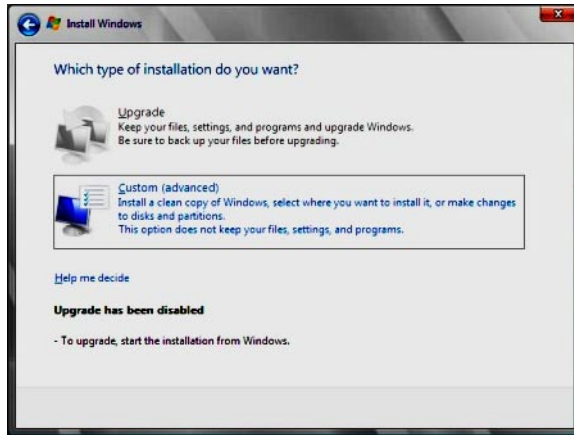 Install Windows
Which type of installation do you want?
Upgrade
Keep your files, settings, and programs and upgrade Windows.
Be sure to back up your files before upgrading.
Custom (advanced)
Install a clean copy of Windows, select where you want to install it, or make changes
to disks and partitions.
This option does not keep your files, settings, and programs.
Help me decide
Upgrade has been disabled
- To upgrade, start the installation from Windows.